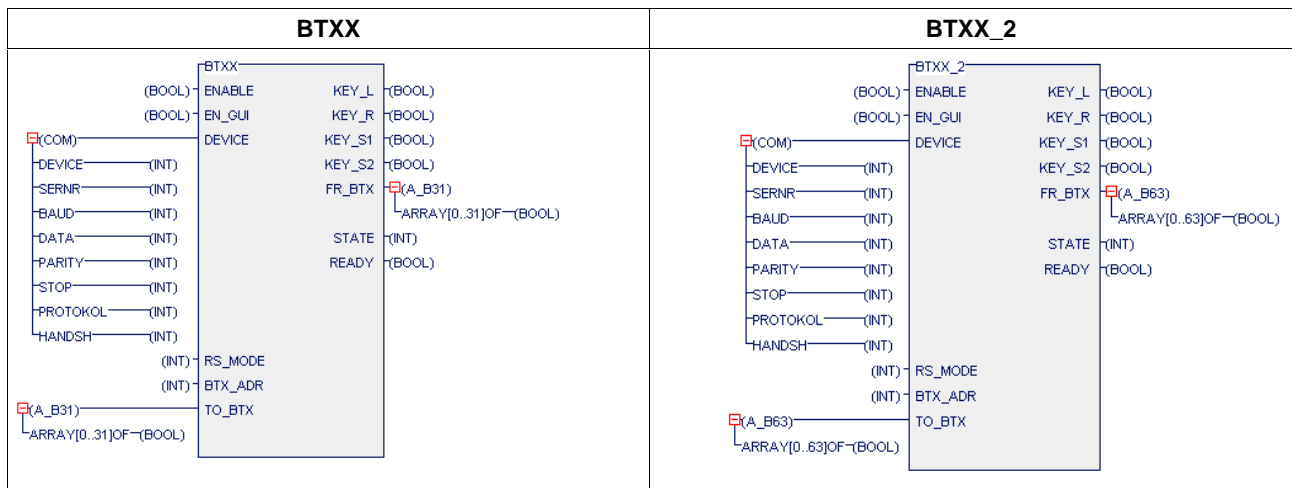 BTXX
BTXX_2
BTXX
(BOOL) ENABLE KEY_L (BOOL)
(BOOL) EN_GUI KEY_R (BOOL)
(COM) DEVICE KEY_S1 (BOOL)
DEVICE (INT) KEY_S2 (BOOL)
SERNR (INT) FR_BTX (A_B31)
BAUD (INT) ARRAY[0..31]OF (BOOL)
DATA (INT) STATE (INT)
PARITY (INT) READY (BOOL)
STOP (INT)
PROTOKOL (INT)
HANDSH (INT)
(INT) RS_MODE
(INT) BTX_ADR
(A_B31) TO_BTX
ARRAY[0..31]OF (BOOL)
BTXX_2
(BOOL) ENABLE KEY_L (BOOL)
(BOOL) EN_GUI KEY_R (BOOL)
(COM) DEVICE KEY_S1 (BOOL)
DEVICE (INT) KEY_S2 (BOOL)
SERNR (INT) FR_BTX (A_B63)
BAUD (INT) ARRAY[0..63]OF (BOOL)
DATA (INT) STATE (INT)
PARITY (INT) READY (BOOL)
STOP (INT)
PROTOKOL (INT)
HANDSH (INT)
(INT) RS_MODE
(INT) BTX_ADR
(A_B63) TO_BTX
ARRAY[0..63]OF (BOOL)